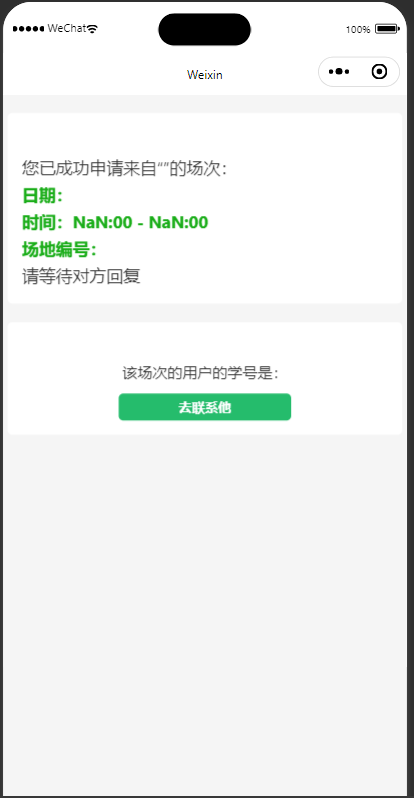 WeChat
100%
Weixin
您已成功申请来自“”的场次：
日期：
时间：NaN:00 - NaN:00
场地编号：
请等待对方回复
该场次的用户的学号是：
去联系他